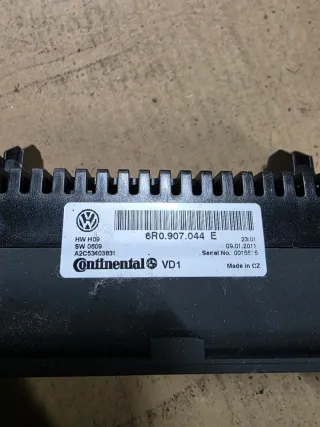 6R0.907.044 E
HW H09
23:01
SW 0609
09.01.2011
A2C53403831
Serial No. 0015515
Continental VD1
Made in CZ